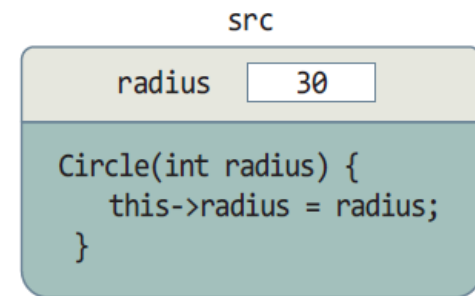 src
radius 30
Circle(int radius) {
this->radius = radius;
}